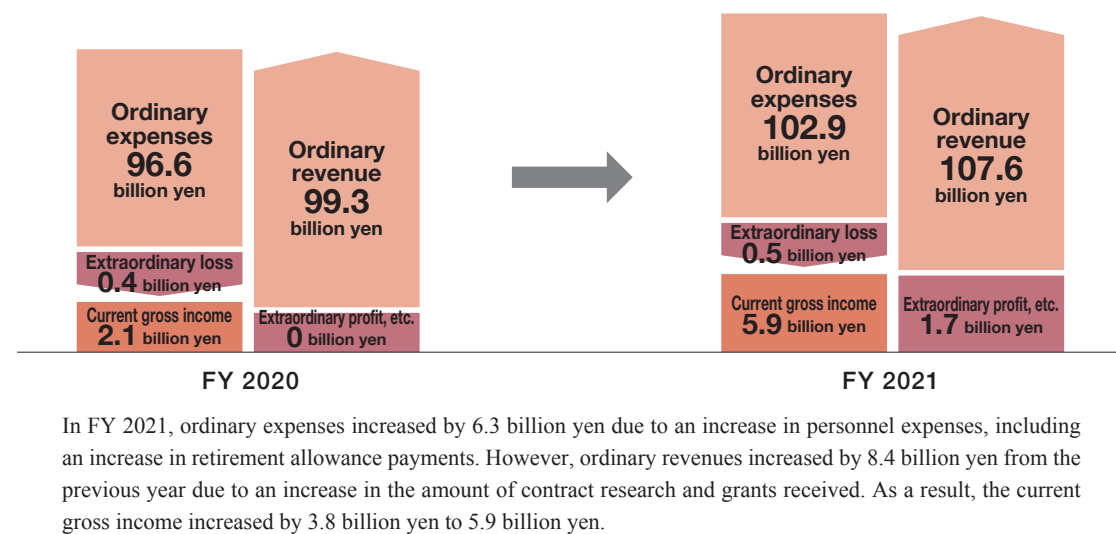 Ordinary
expenses
96.6
billion yen
Extraordinary loss
0.4 billion yen
Current gross income
2.1 billion yen
Ordinary
revenue
99.3
billion yen
Extraordinary profit, etc.
0 billion yen
FY 2020
Ordinary
expenses
102.9
billion yen
Extraordinary loss
0.5 billion yen
Current gross income
5.9 billion yen
Ordinary
revenue
107.6
billion yen
Extraordinary profit, etc.
1.7 billion yen
FY 2021
In FY 2021, ordinary expenses increased by 6.3 billion yen due to an increase in personnel expenses, including
an increase in retirement allowance payments. However, ordinary revenues increased by 8.4 billion yen from the
previous year due to an increase in the amount of contract research and grants received. As a result, the current
gross income increased by 3.8 billion yen to 5.9 billion yen.